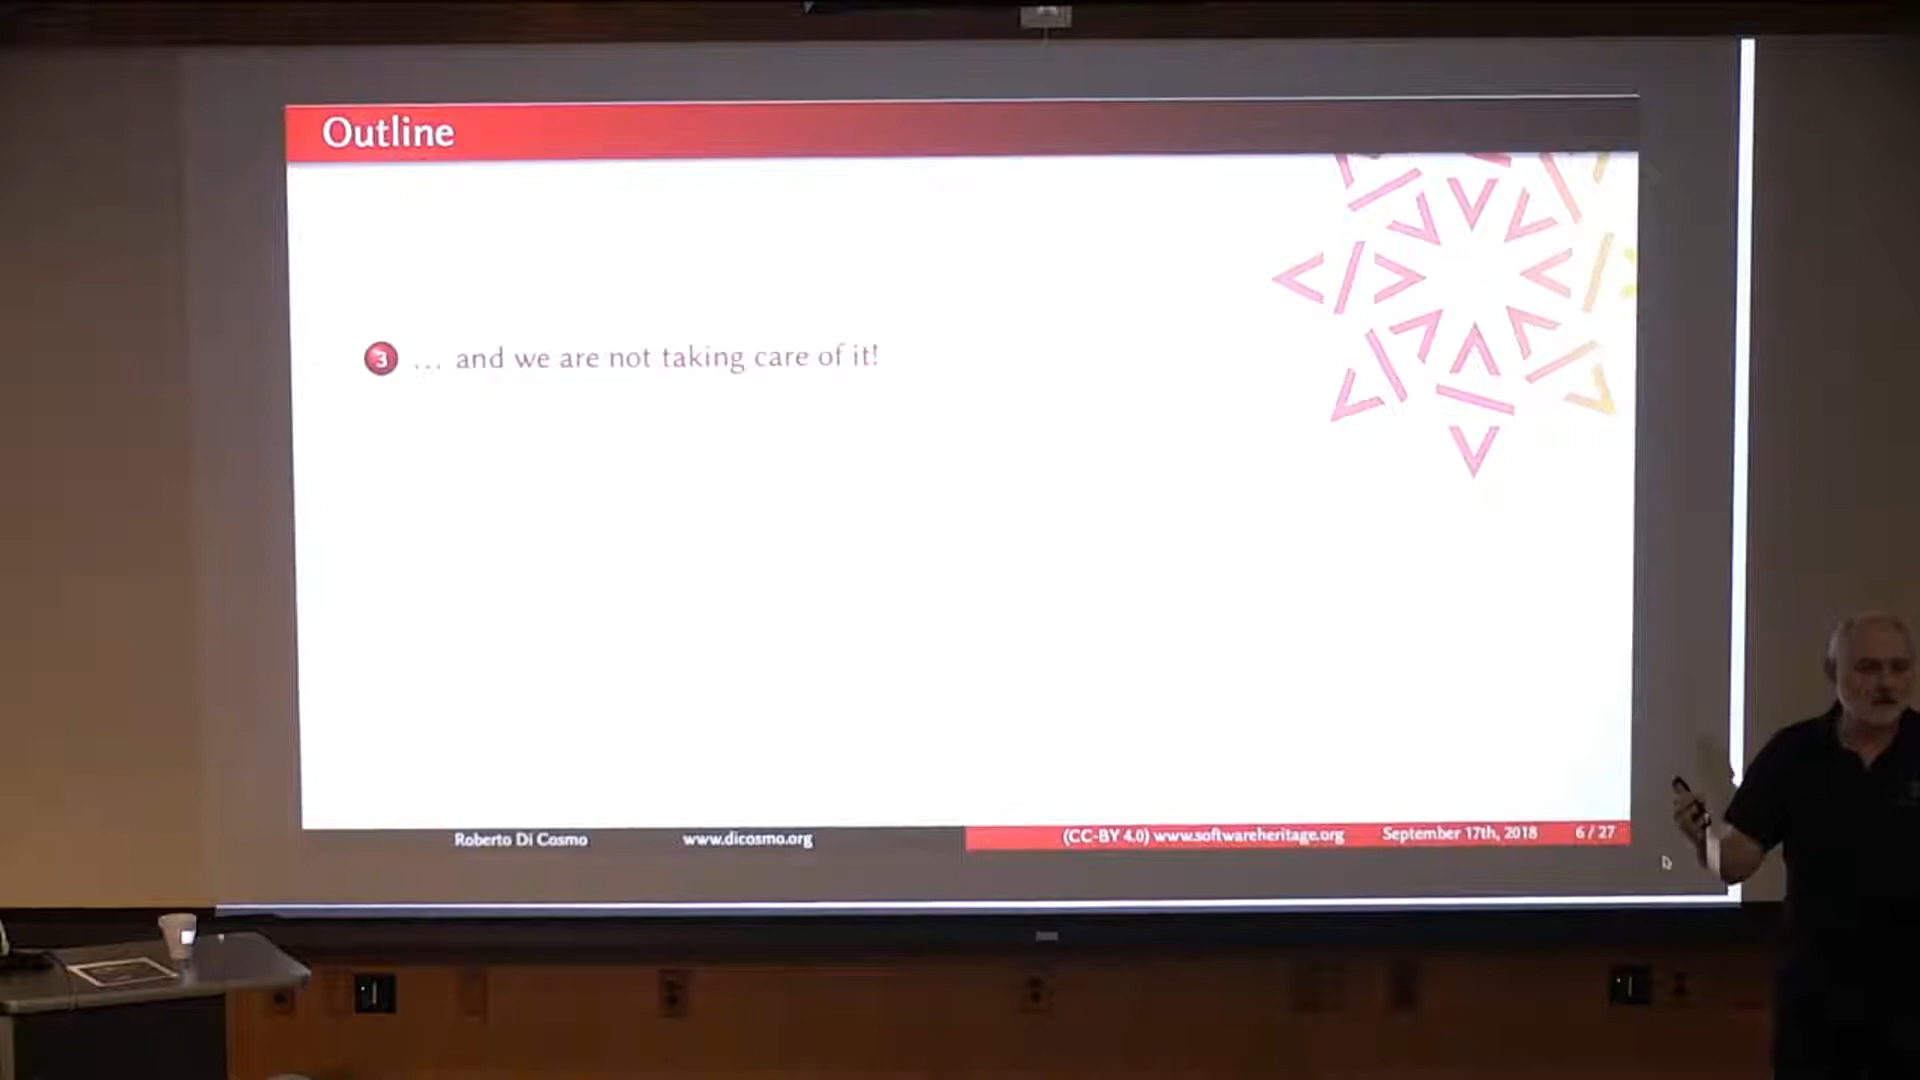 Outline
3 ... and we are not taking care of it!
Roberto Di Cosmo www.dicosmo.org (CC-BY 4.0) www.softwareheritage.org September 17th, 2018 6 / 27